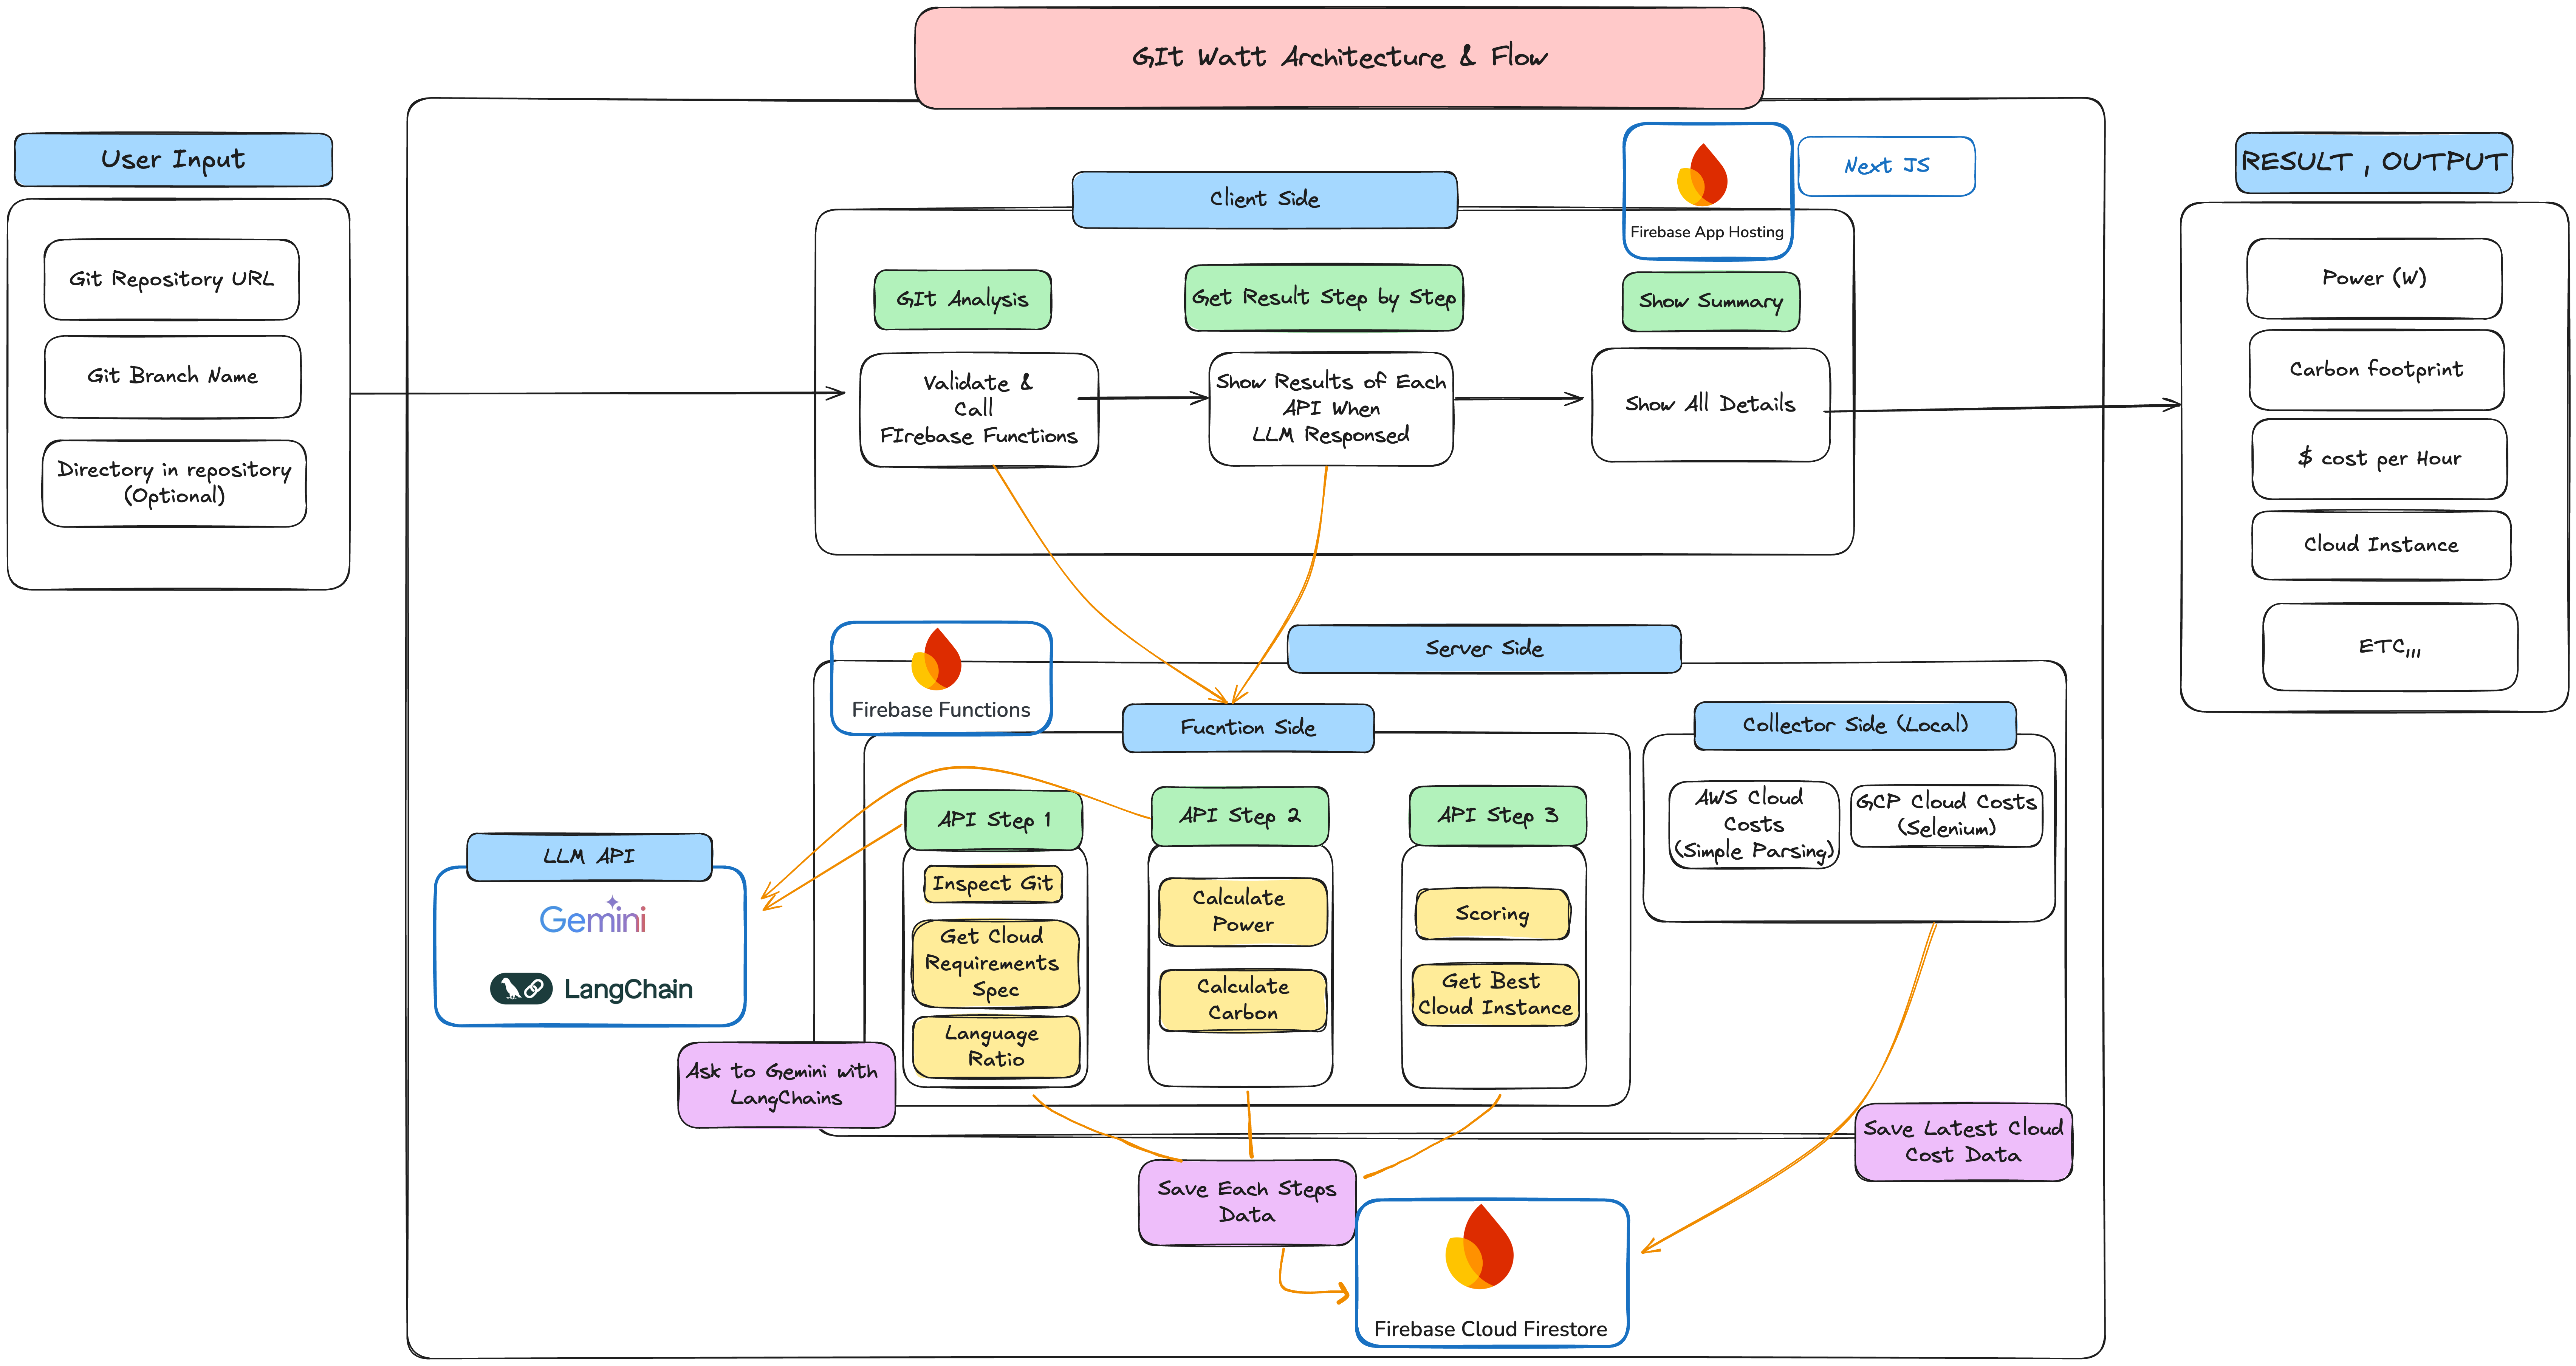 GIt Watt Architecture & Flow
User Input
Git Repository URL
Git Branch Name
Directory in repository
(Optional)
Client Side
Firebase App Hosting
Next JS
GIt Analysis
Validate &
Call
FIrebase Functions
Get Result Step by Step
Show Results of Each
API When
LLM Responsed
Show Summary
Show All Details
RESULT , OUTPUT
Power (W)
Carbon footprint
$ cost per Hour
Cloud Instance
ETC,,,
Server Side
Firebase Functions
Fucntion Side
API Step 1
Inspect Git
Get Cloud
Requirements
Spec
Language
Ratio
API Step 2
Calculate
Power
Calculate
Carbon
API Step 3
Scoring
Get Best
Cloud Instance
Collector Side (Local)
AWS Cloud
Costs
(Simple Parsing)
GCP Cloud Costs
(Selenium)
LLM API
Gemini
LangChain
Ask to Gemini with
LangChains
Save Each Steps
Data
Save Latest Cloud
Cost Data
Firebase Cloud Firestore